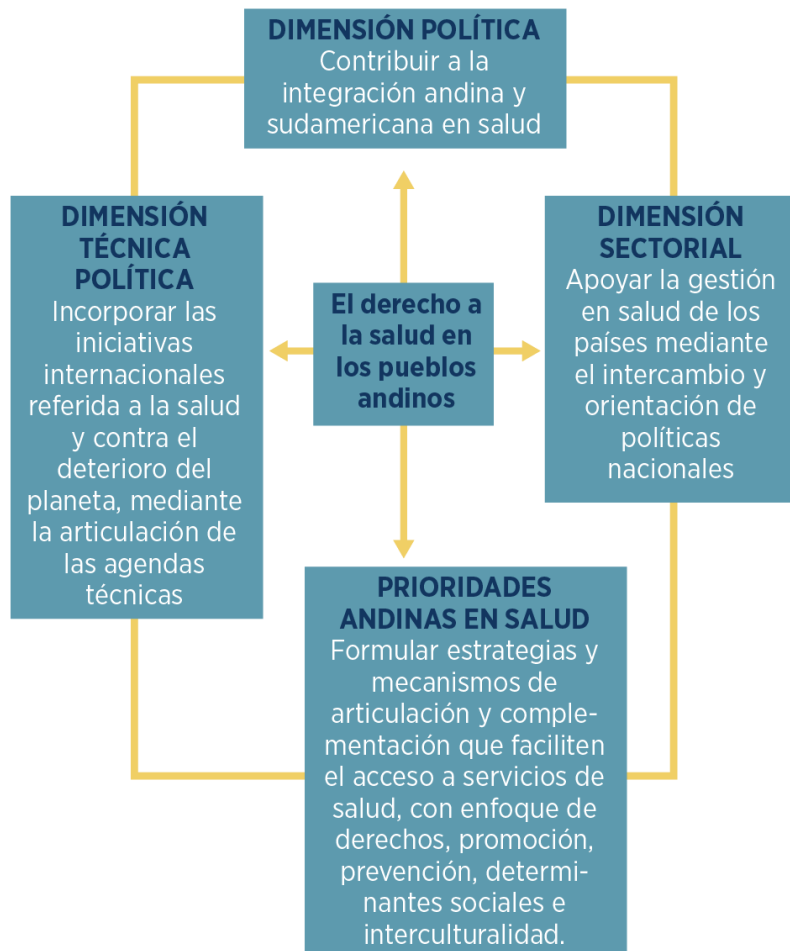 DIMENSIÓN POLÍTICA
Contribuir a la
integración andina y
sudamericana en salud
DIMENSIÓN
TÉCNICA
POLÍTICA
Incorporar las
iniciativas
internacionales
referida a la salud
y contra el
deterioro del
planeta, mediante
la articulación de
las agendas
técnicas
El derecho a
la salud en
los pueblos
andinos
DIMENSIÓN
SECTORIAL
Apoyar la gestión
en salud de los
países mediante
el intercambio y
orientación de
políticas
nacionales
PRIORIDADES
ANDINAS EN SALUD
Formular estrategias y
mecanismos de
articulación y comple-
mentación que faciliten
el acceso a servicios de
salud, con enfoque de
derechos, promoción,
prevención, determi-
nantes sociales e
interculturalidad.